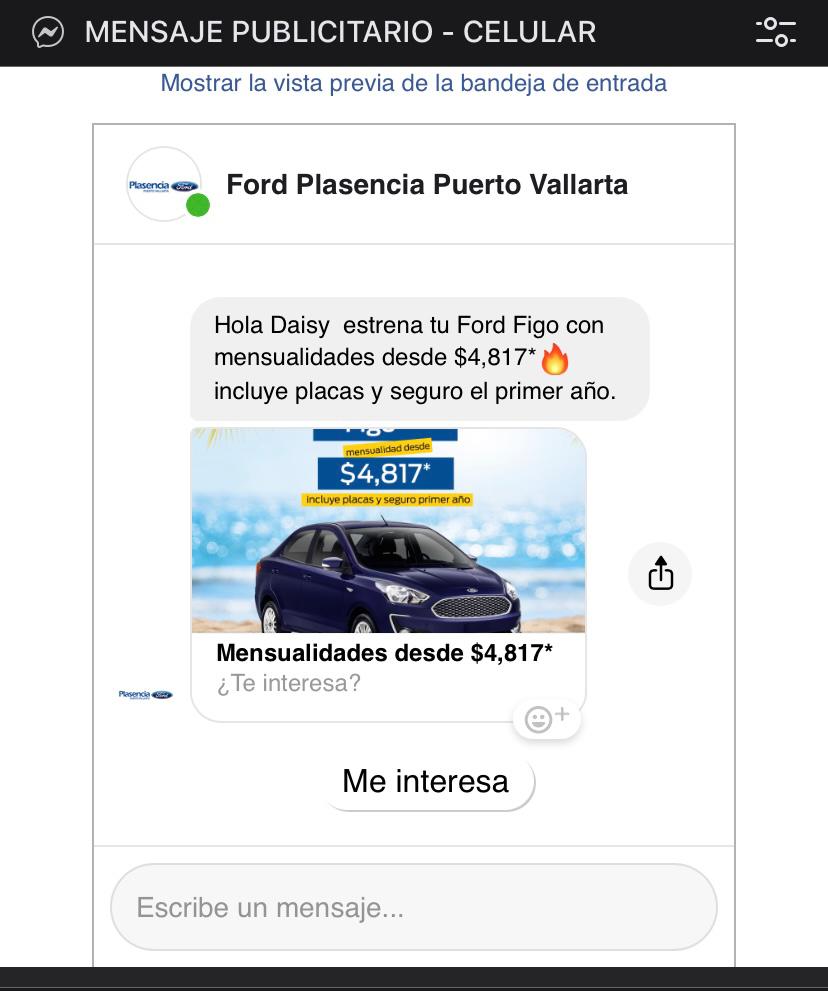 MENSAJE PUBLICITARIO - CELULAR
Mostrar la vista previa de la bandeja de entrada
Plasencia Ford
Ford Plasencia Puerto Vallarta
Hola Daisy  estrena tu Ford Figo con
mensualidades desde $4,817*🔥
incluye placas y seguro el primer año.
Figo
mensualidad desde
$4,817*
incluye placas y seguro primer año
Mensualidades desde $4,817*
¿Te interesa?
Plasencia Ford
Me interesa
Escribe un mensaje...